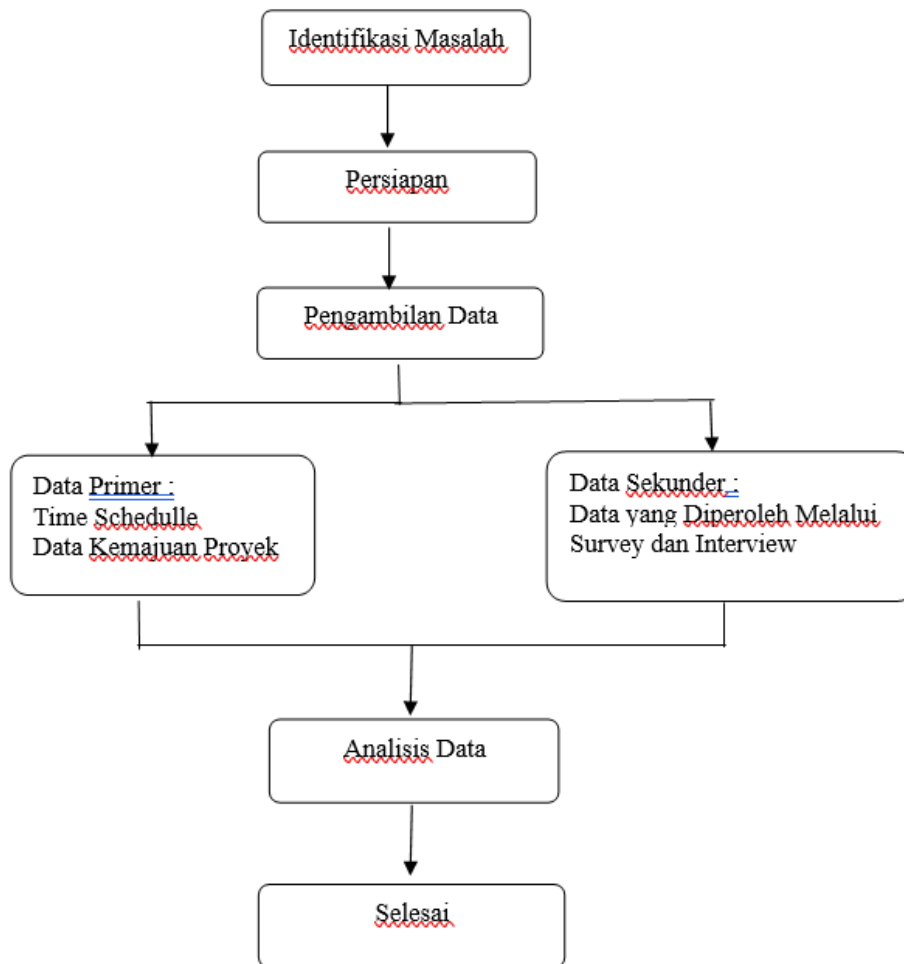 Identifikasi Masalah
Persiapan
Pengambilan Data
Data Primer :
Time Schedulle
Data Kemajuan Proyek
Data Sekunder :
Data yang Diperoleh Melalui
Survey dan Interview
Analisis Data
Selesai